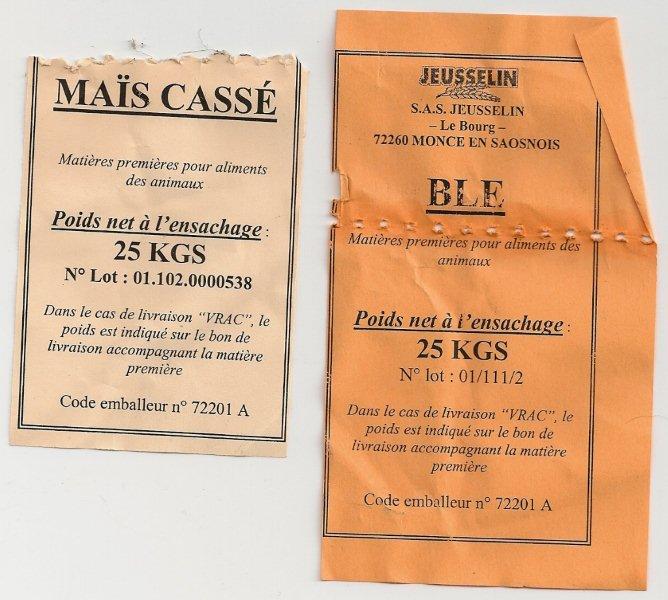 MAÏS CASSÉ
Matières premières pour aliments
des animaux
Poids net à l'ensachage :
25 KGS
N° Lot : 01.102.0000538
Dans le cas de livraison "VRAC", le
poids est indiqué sur le bon de
livraison accompagnant la matière
première
Code emballeur n° 72201 A
JEUSSELIN
S.A.S. JEUSSELIN
– Le Bourg –
72260 MONCE EN SAOSNOIS
BLE
Matières premières pour aliments des
animaux
Poids net à l'ensachage :
25 KGS
N° lot : 01/111/2
Dans le cas de livraison "VRAC", le
poids est indiqué sur le bon de
livraison accompagnant la matière
première
Code emballeur n° 72201 A